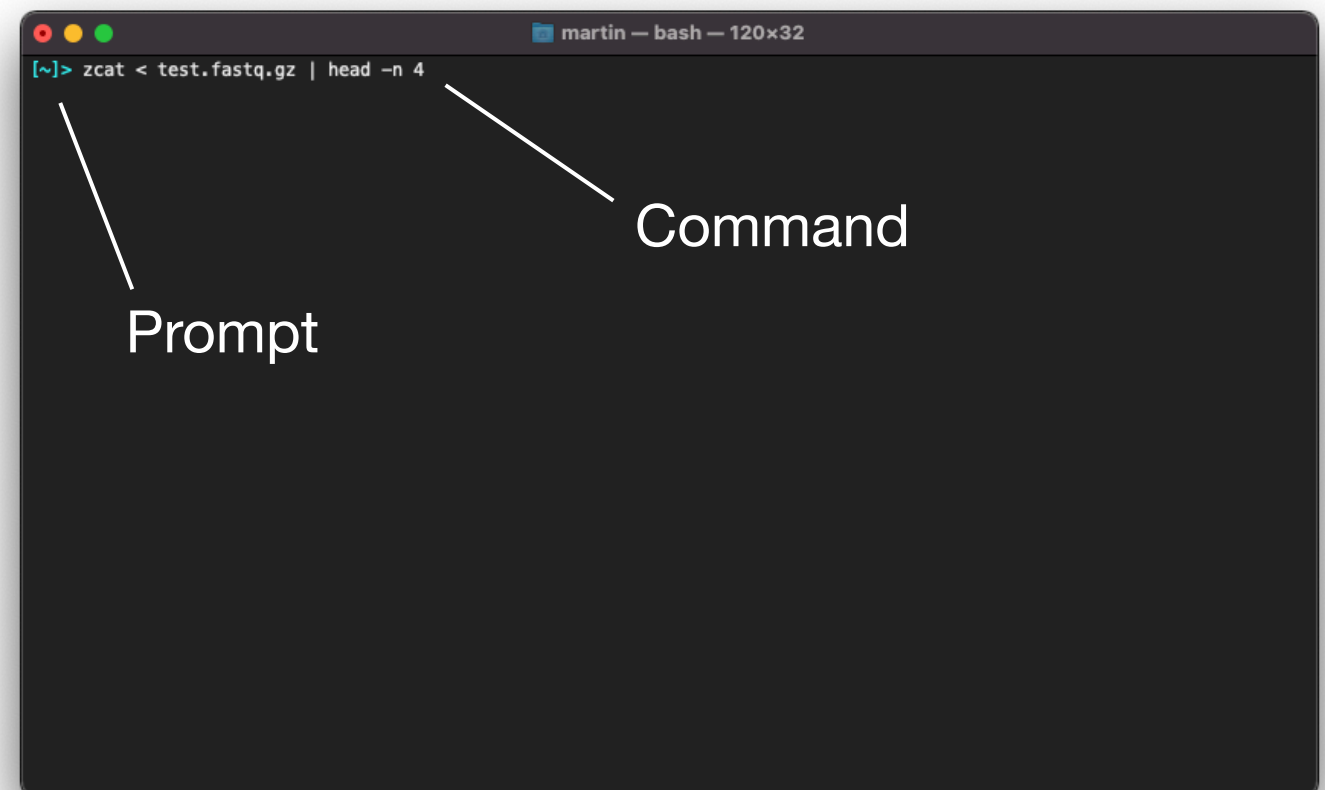 martin — bash — 120×32
[~]> zcat < test.fastq.gz | head -n 4
Command
Prompt